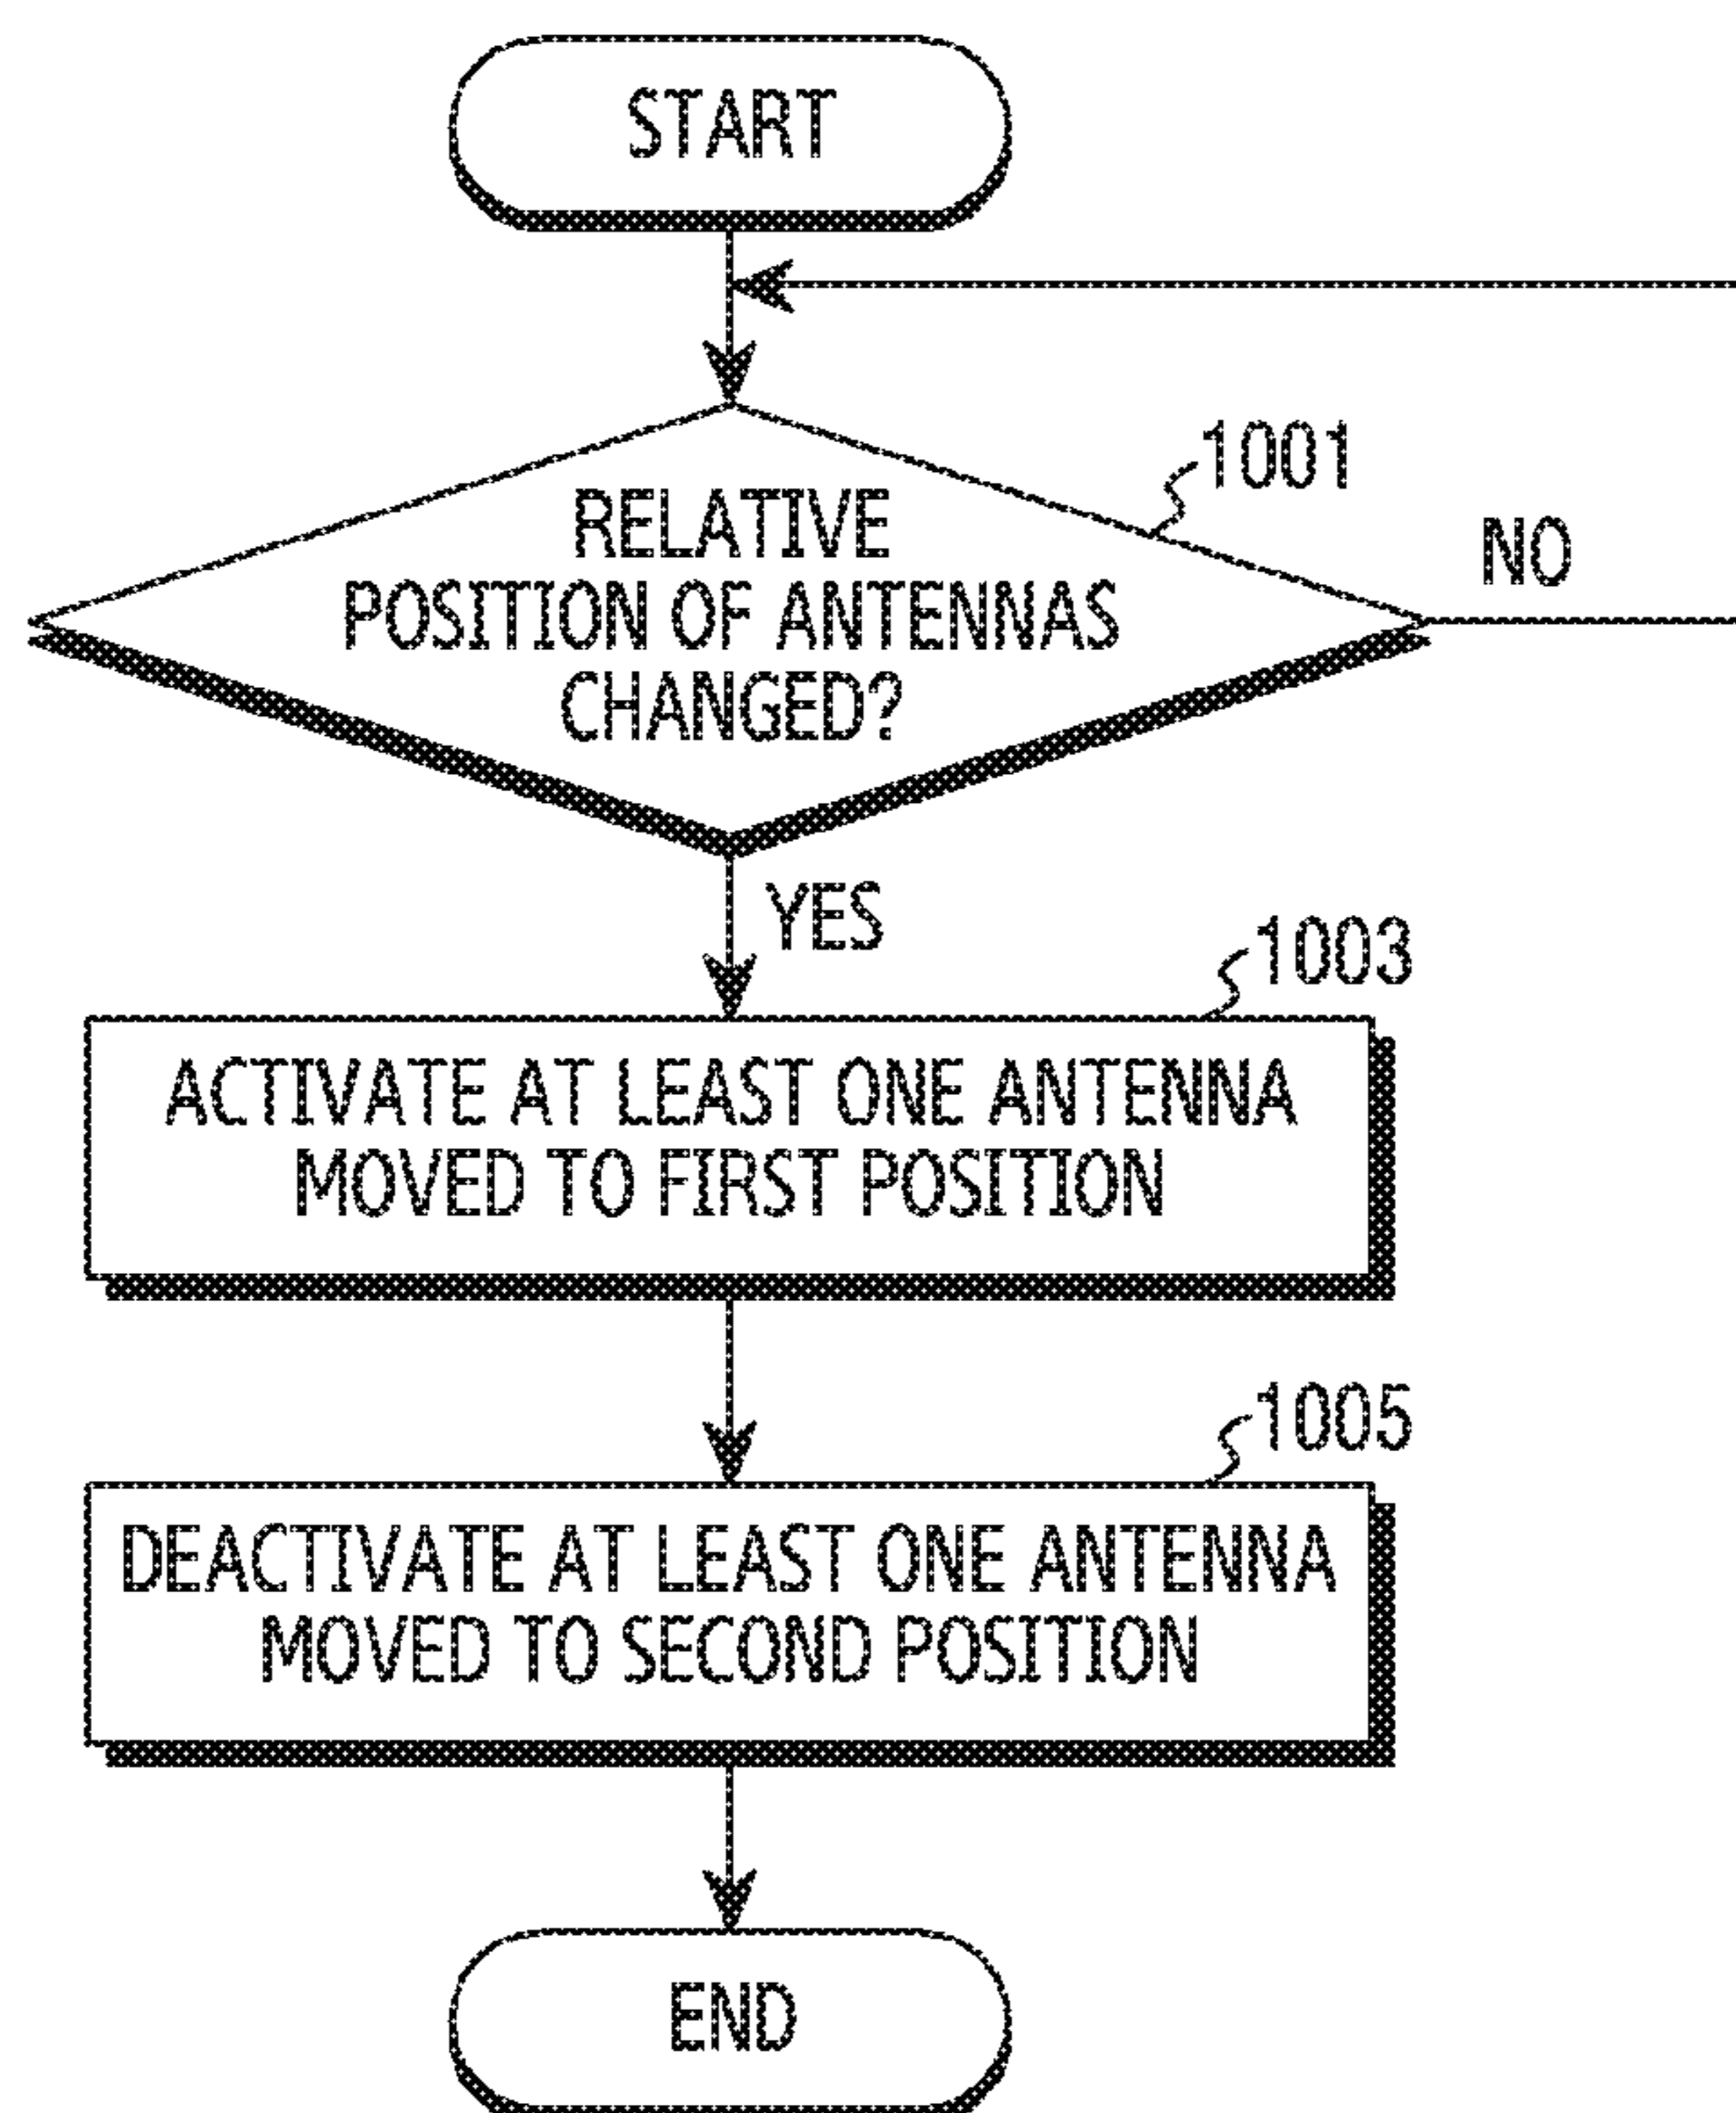 START
1001
RELATIVE
POSITION OF ANTENNAS
CHANGED?
NO
YES
1003
ACTIVATE AT LEAST ONE ANTENNA
MOVED TO FIRST POSITION
1005
DEACTIVATE AT LEAST ONE ANTENNA
MOVED TO SECOND POSITION
END